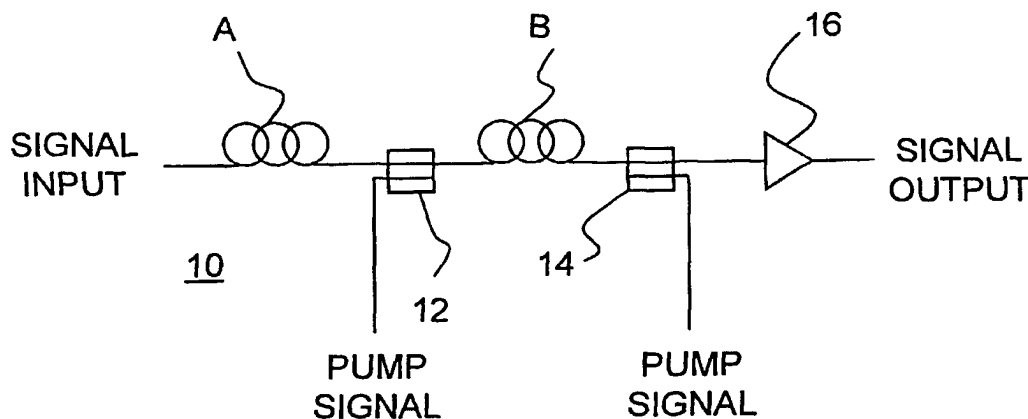 A
B
16
SIGNAL
INPUT
SIGNAL
OUTPUT
10
12
14
PUMP
SIGNAL
PUMP
SIGNAL